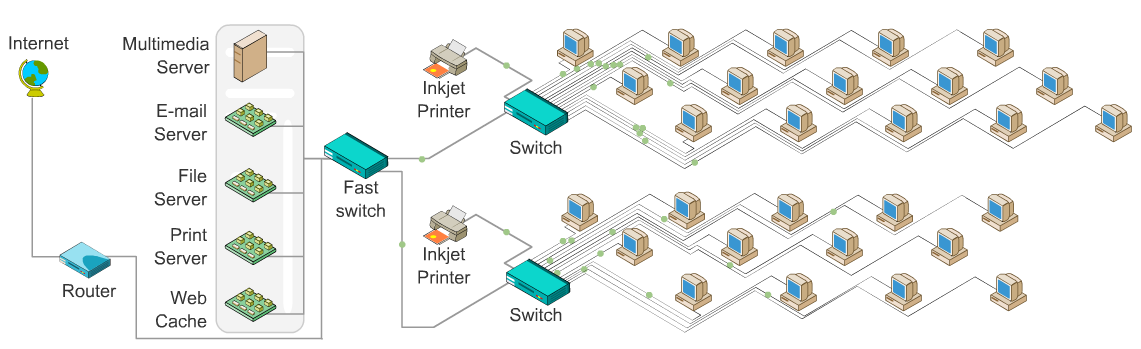 Internet
Multimedia
Server
E-mail
Server
File
Server
Print
Server
Web
Cache
Router
Fast
switch
Inkjet
Printer
Switch
Inkjet
Printer
Switch